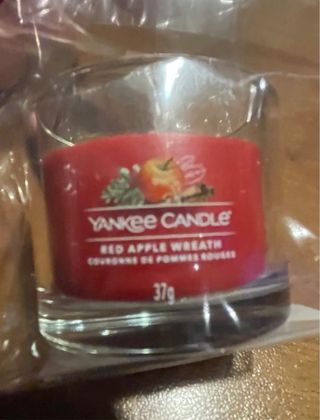 YANKEE CANDLE®
RED APPLE WREATH
COURONNE DE POMMES ROUGES
37g